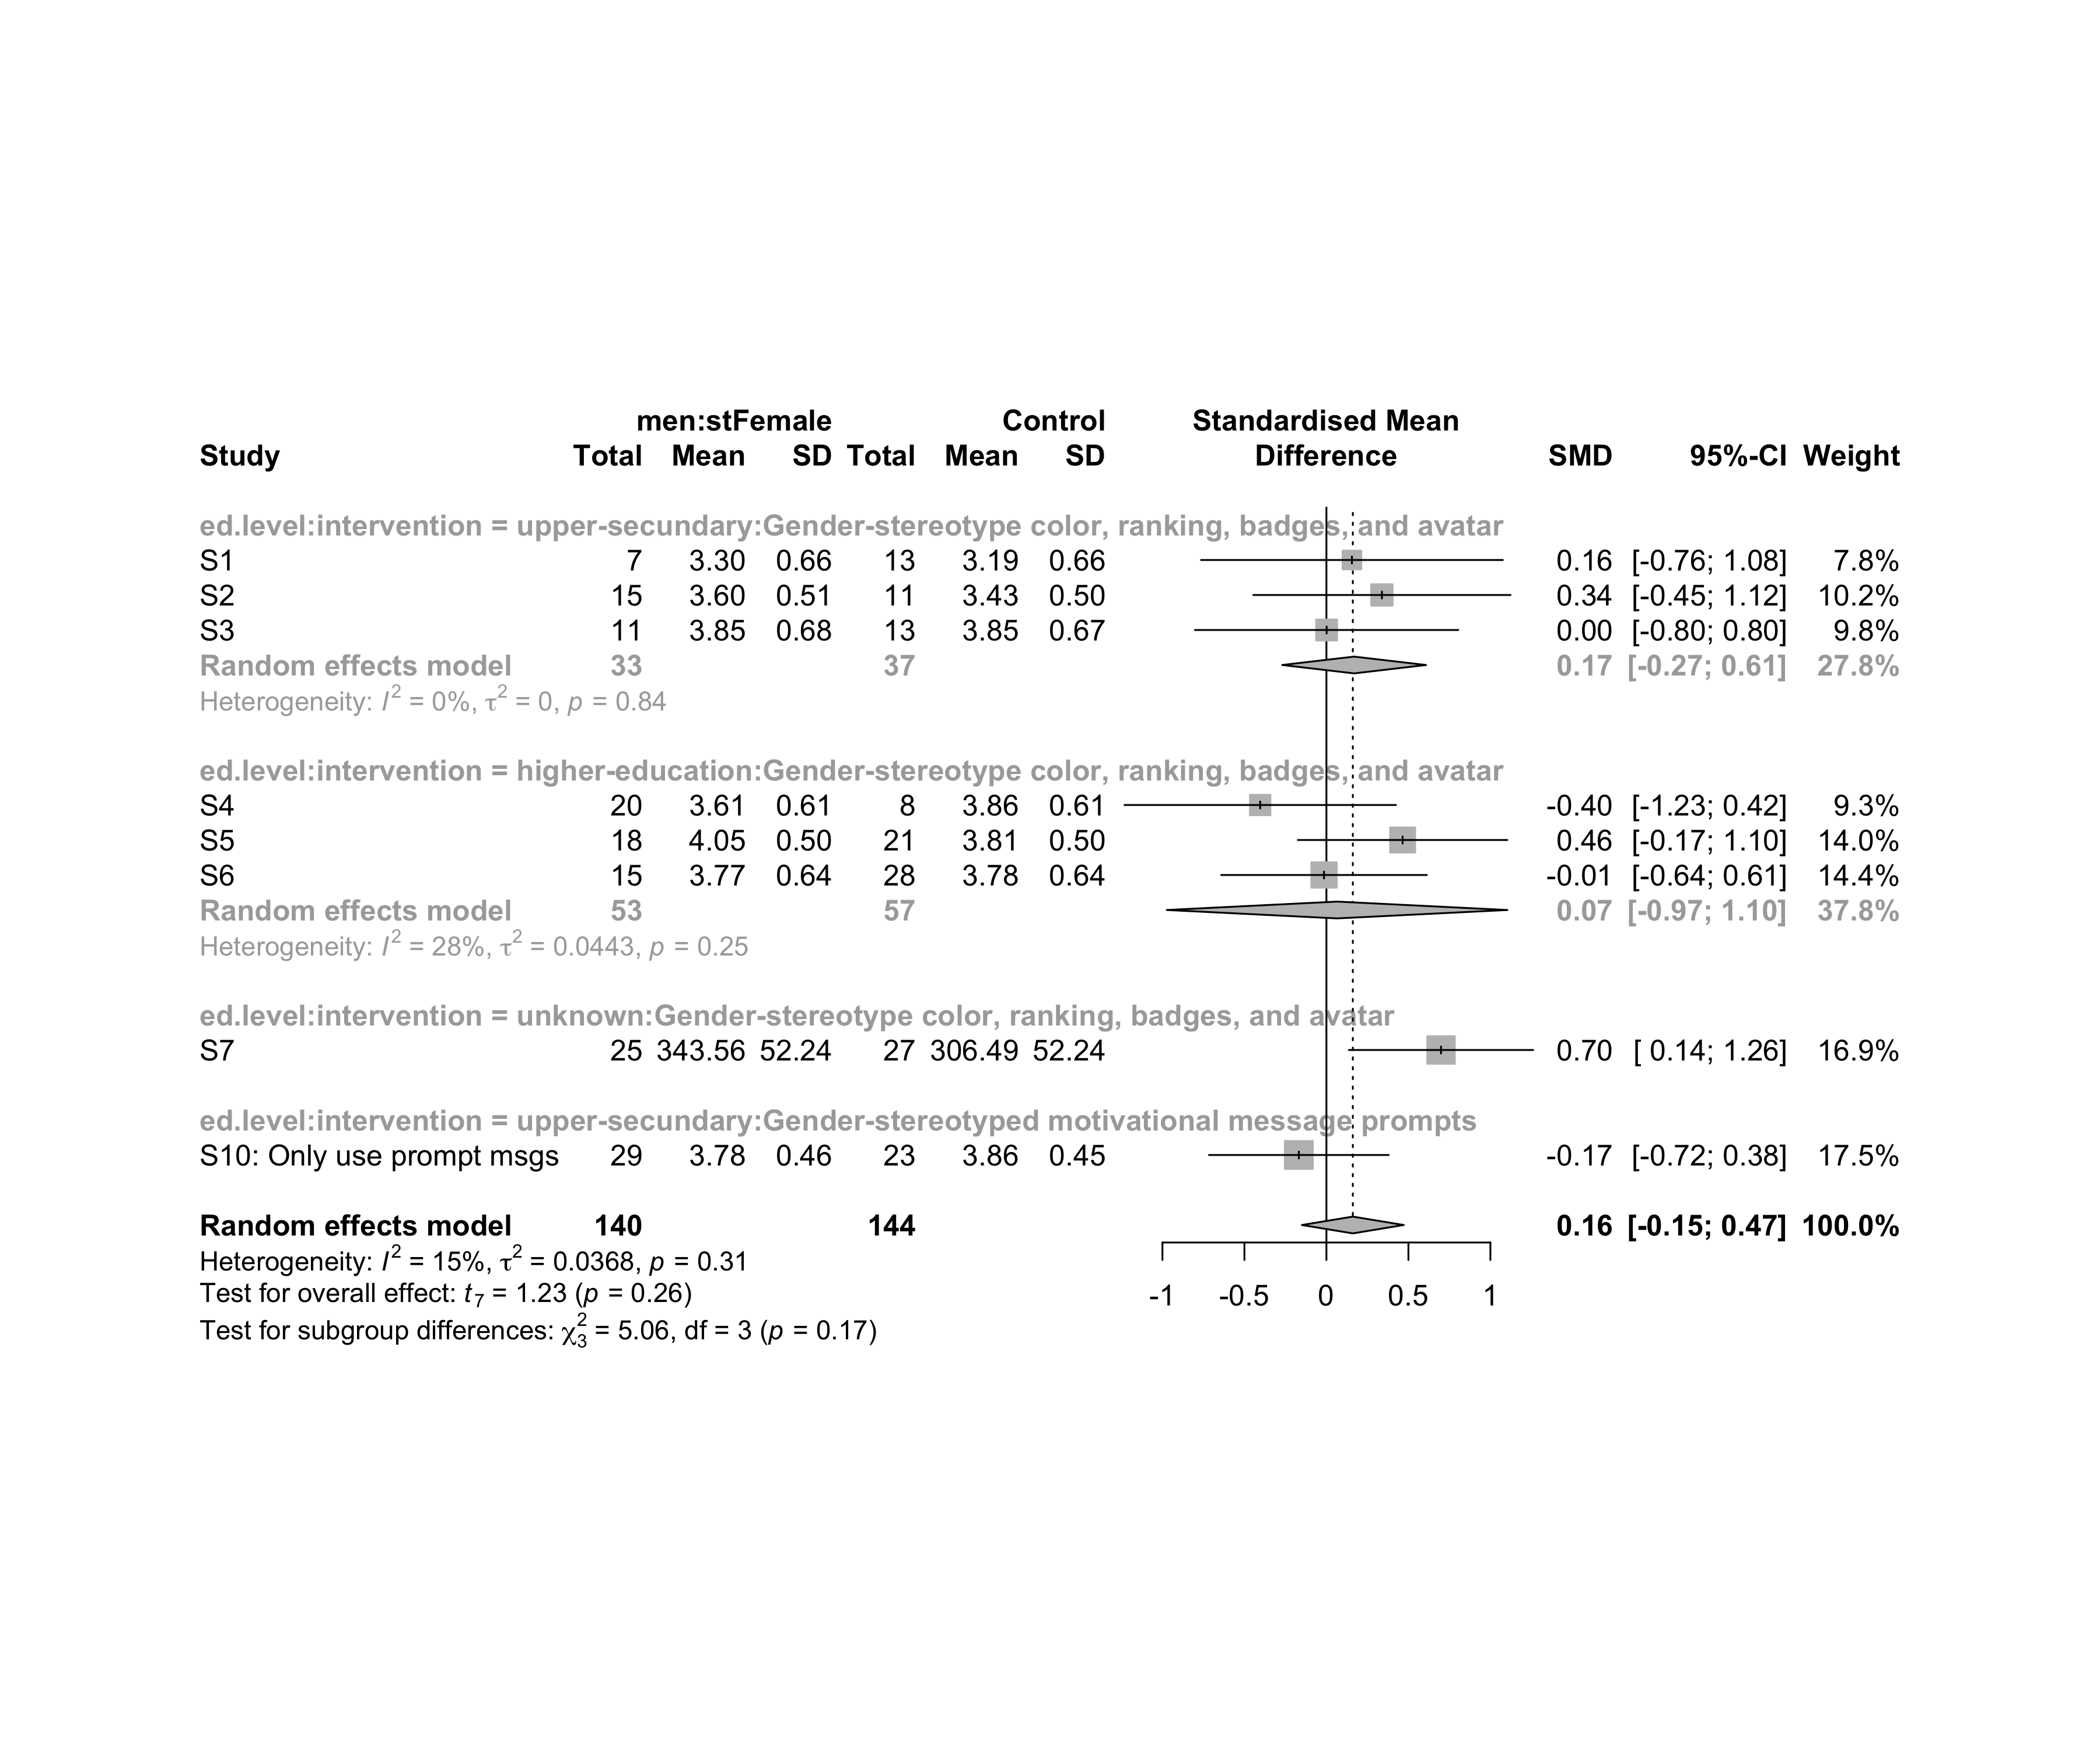 men:stFemale Control Standardised Mean
Study Total Mean SD Total Mean SD Difference SMD 95%-CI Weight
ed.level:intervention = upper-secundary:Gender-stereotype color, ranking, badges, and avatar
S1 7 3.30 0.66 13 3.19 0.66 0.16 [-0.76; 1.08] 7.8%
S2 15 3.60 0.51 11 3.43 0.50 0.34 [-0.45; 1.12] 10.2%
S3 11 3.85 0.68 13 3.85 0.67 0.00 [-0.80; 0.80] 9.8%
Random effects model 33 37 0.17 [-0.27; 0.61] 27.8%
Heterogeneity: I² = 0%, τ² = 0, p = 0.84
ed.level:intervention = higher-education:Gender-stereotype color, ranking, badges, and avatar
S4 20 3.61 0.61 8 3.86 0.61 -0.40 [-1.23; 0.42] 9.3%
S5 18 4.05 0.50 21 3.81 0.50 0.46 [-0.17; 1.10] 14.0%
S6 15 3.77 0.64 28 3.78 0.64 -0.01 [-0.64; 0.61] 14.4%
Random effects model 53 57 0.07 [-0.97; 1.10] 37.8%
Heterogeneity: I² = 28%, τ² = 0.0443, p = 0.25
ed.level:intervention = unknown:Gender-stereotype color, ranking, badges, and avatar
S7 25 343.56 52.24 27 306.49 52.24 0.70 [ 0.14; 1.26] 16.9%
ed.level:intervention = upper-secundary:Gender-stereotyped motivational message prompts
S10: Only use prompt msgs 29 3.78 0.46 23 3.86 0.45 -0.17 [-0.72; 0.38] 17.5%
Random effects model 140 144 0.16 [-0.15; 0.47] 100.0%
Heterogeneity: I² = 15%, τ² = 0.0368, p = 0.31
Test for overall effect: t₇ = 1.23 (p = 0.26)
-1 -0.5 0 0.5 1
Test for subgroup differences: χ²₃ = 5.06, df = 3 (p = 0.17)